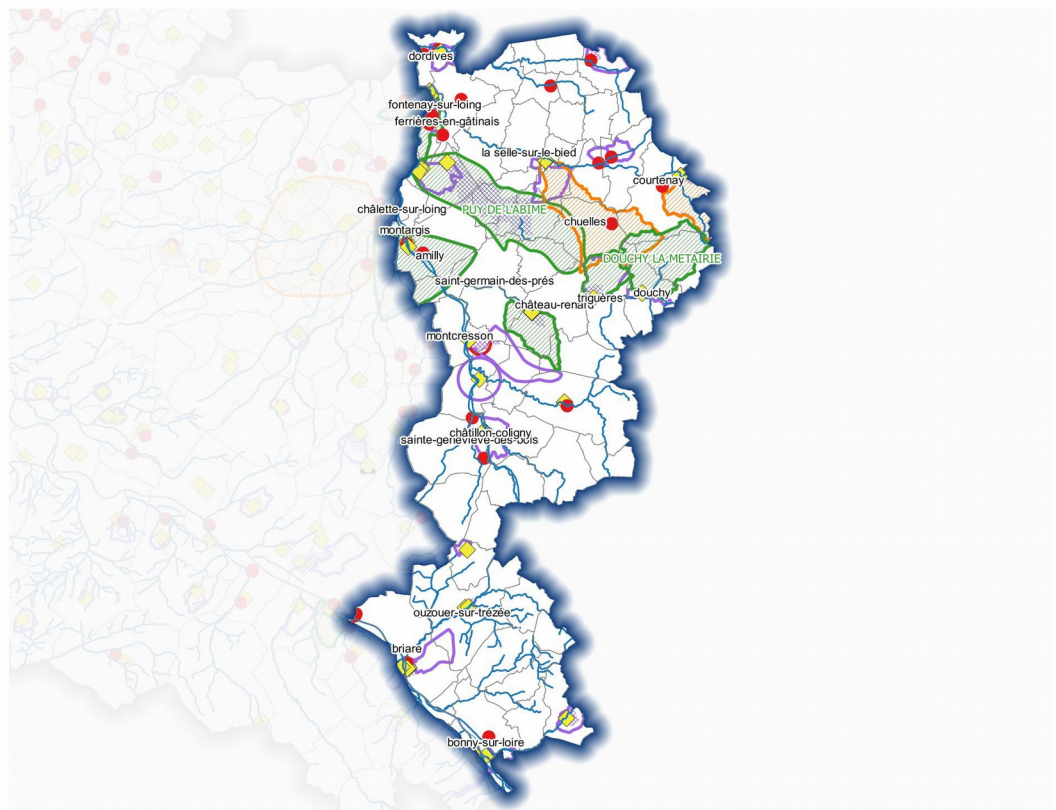 dordives
fontenay-sur-loing
ferrières-en-gâtinais
la selle-sur-le-bied
courtenay
châlette-sur-loing
PUY DE L'ABIME
chuelles
montargis
amilly
DOUCHY LA METAIRIE
saint-germain-des-prés
douchy
triguères
château-renard
montcresson
châtillon-coligny
sainte-geneviève-des-bois
ouzouer-sur-trézée
briare
bonny-sur-loire